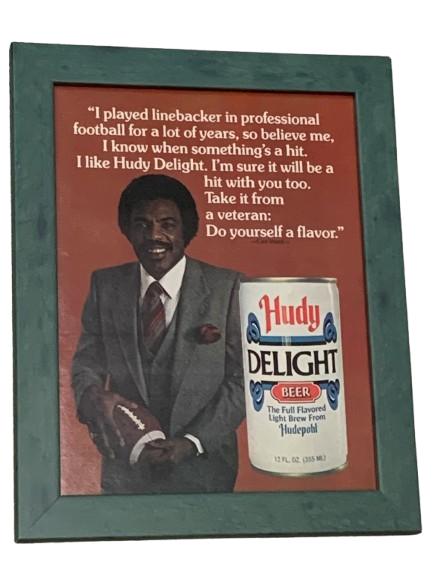 “I played linebacker in professional
football for a lot of years, so believe me,
I know when something’s a hit.
I like Hudy Delight. I’m sure it will be a
hit with you too.
Take it from
a veteran:
Do yourself a flavor.”
Hudy
DELIGHT
BEER
The Full Flavored
Light Brew From
Hudepohl
12 FL. OZ. (355 ML)